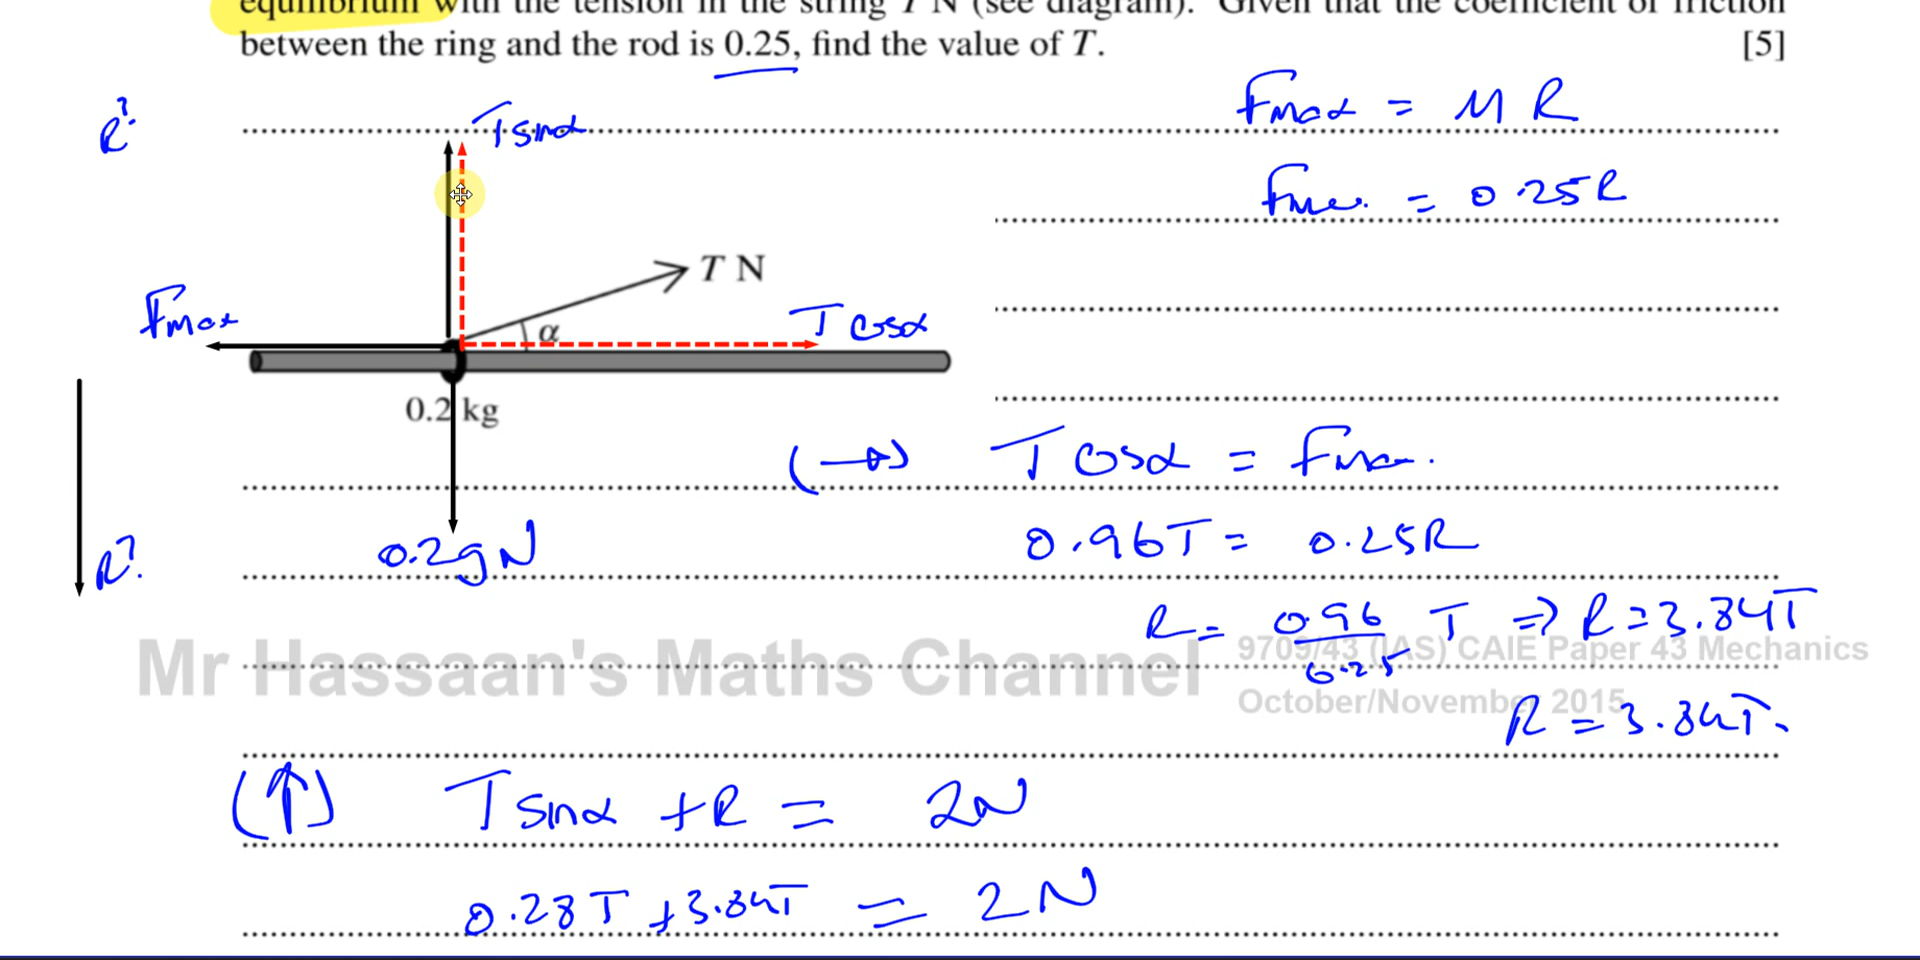 equilibrium with the tension in the string T N (see diagram). Given that the coefficient of friction
between the ring and the rod is 0.25, find the value of T. [5]
R?
T sinα
Fmax = μ R
Fmax = 0.25R
T N
Fmax
α
T cosα
0.2 kg
(→) T cosα = Fmax.
R?
0.2g N
0.96T = 0.25R
R = 0.96/0.25 T ⇒ R = 3.84T
Mr Hassaan's Maths Channel
9709/43 (AS) CAIE Paper 43 Mechanics
October/November 2015
R = 3.84T.
(↑) T sinα + R = 2N
0.28T + 3.84T = 2N